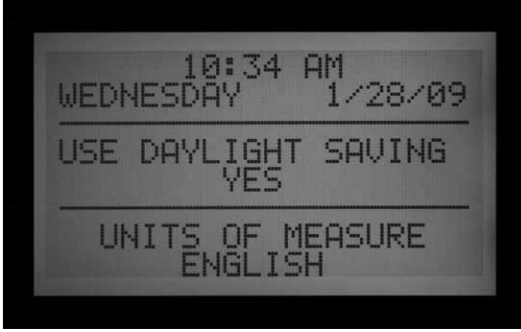 10:34 AM
WEDNESDAY 1/28/09
USE DAYLIGHT SAVING
YES
UNITS OF MEASURE
ENGLISH